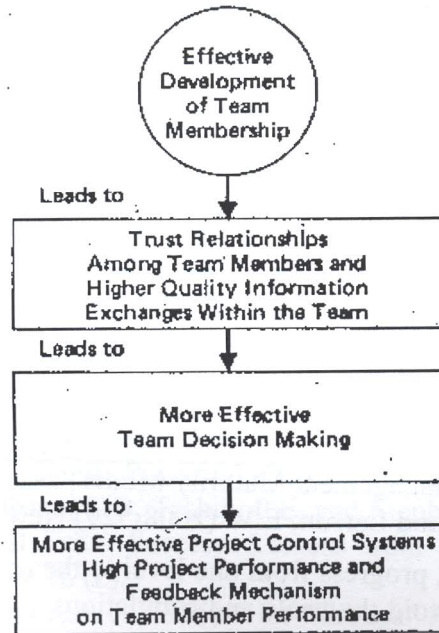 Effective
Development
of Team
Membership
Leads to
Trust Relationships
Among Team Members and
Higher Quality Information
Exchanges Within the Team
Leads to
More Effective
Team Decision Making
Leads to
More Effective Project Control Systems
High Project Performance and
Feedback Mechanism
on Team Member Performance